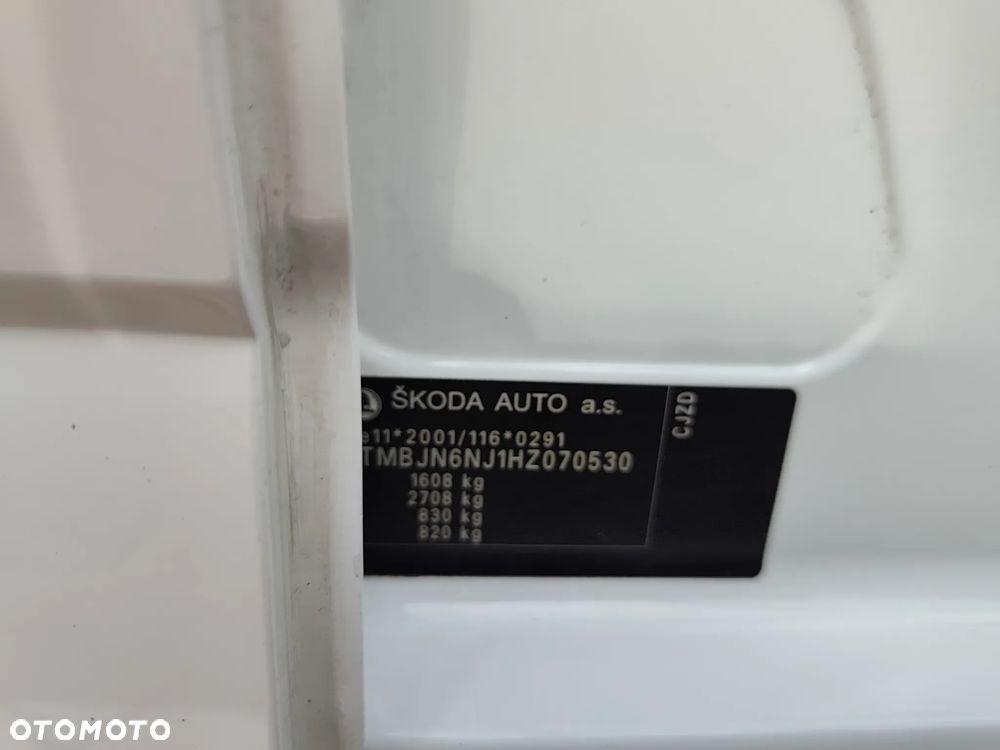 ŠKODA AUTO a.s.
e11*2001/116*0291
TMBJN6NJ1HZ070530
1608 kg
2708 kg
830 kg
820 kg
CJZD
OTOMOTO